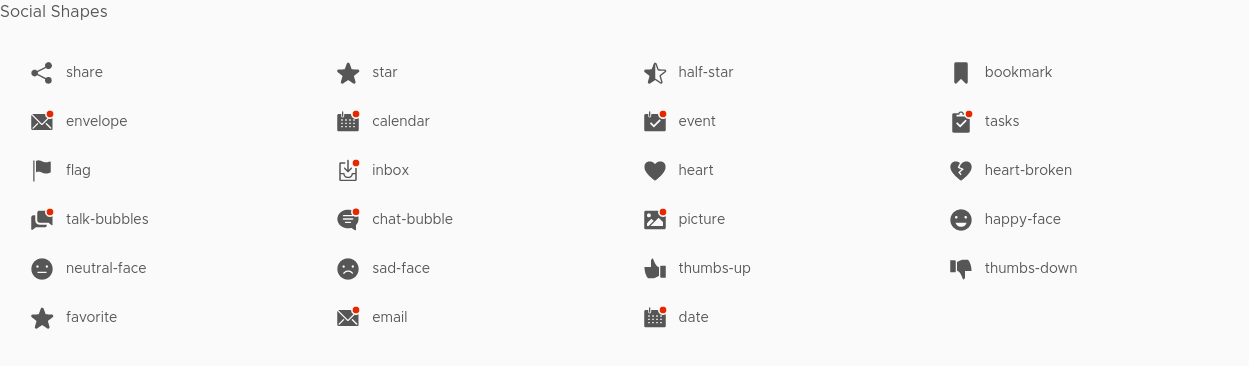 Social Shapes
share star half-star bookmark
envelope calendar event tasks
flag inbox heart heart-broken
talk-bubbles chat-bubble picture happy-face
neutral-face sad-face thumbs-up thumbs-down
favorite email date